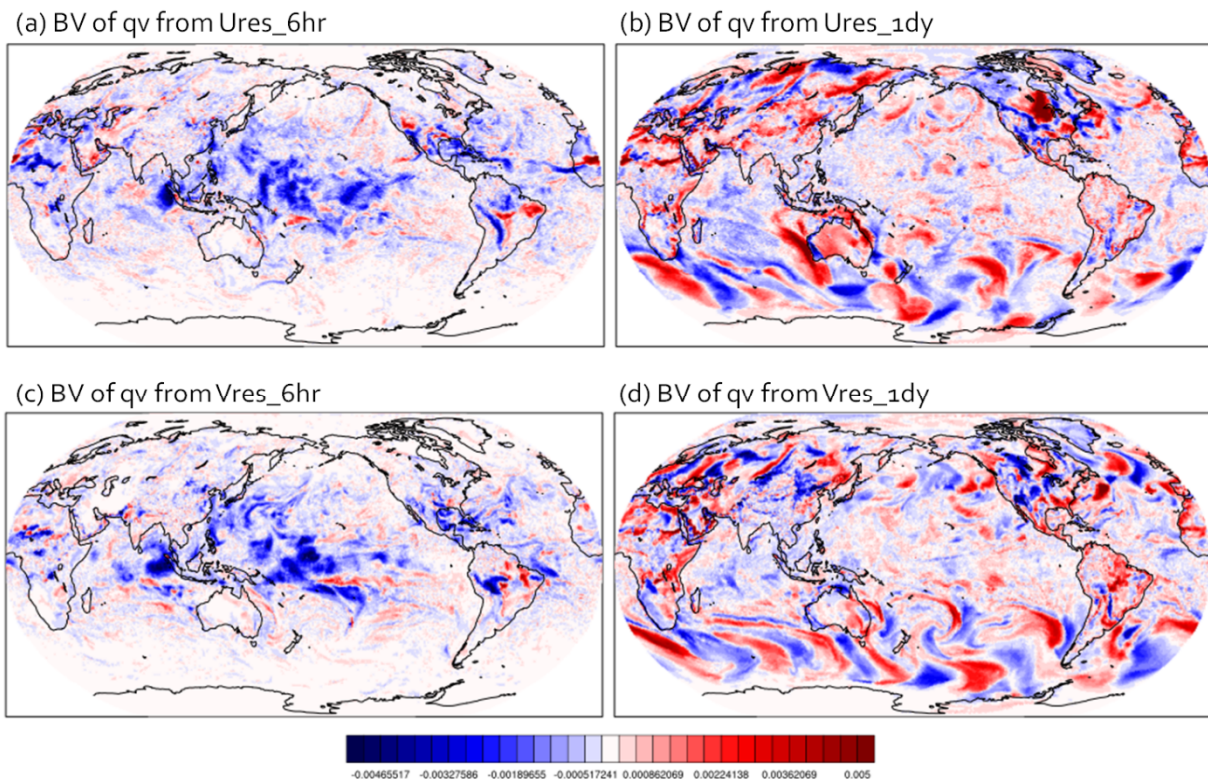 (a) BV of qv from Ures_6hr
(b) BV of qv from Ures_1dy
(c) BV of qv from Vres_6hr
(d) BV of qv from Vres_1dy
-0.00465517 -0.00327586 -0.00189655 -0.000517241 0.000862069 0.00224138 0.00362069 0.005